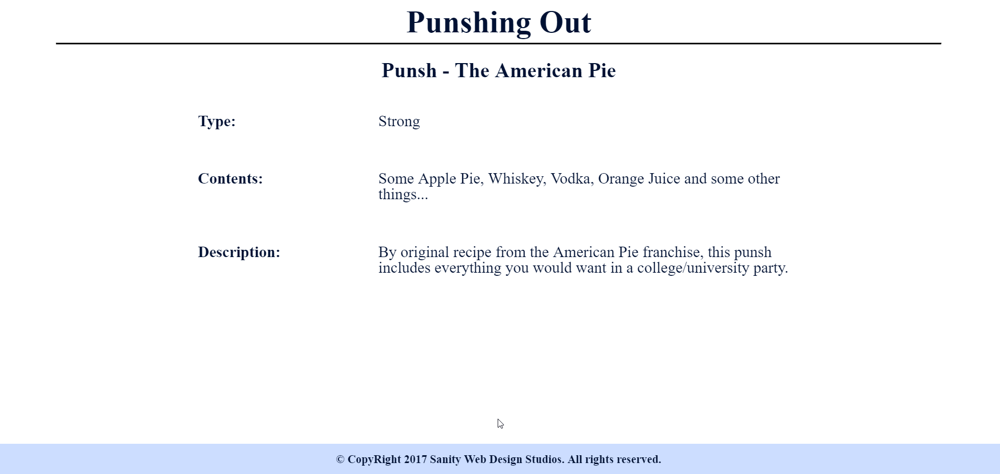 Punshing Out
Punsh - The American Pie
Type: Strong
Contents: Some Apple Pie, Whiskey, Vodka, Orange Juice and some other
things...
Description: By original recipe from the American Pie franchise, this punsh
includes everything you would want in a college/university party.
© CopyRight 2017 Sanity Web Design Studios. All rights reserved.